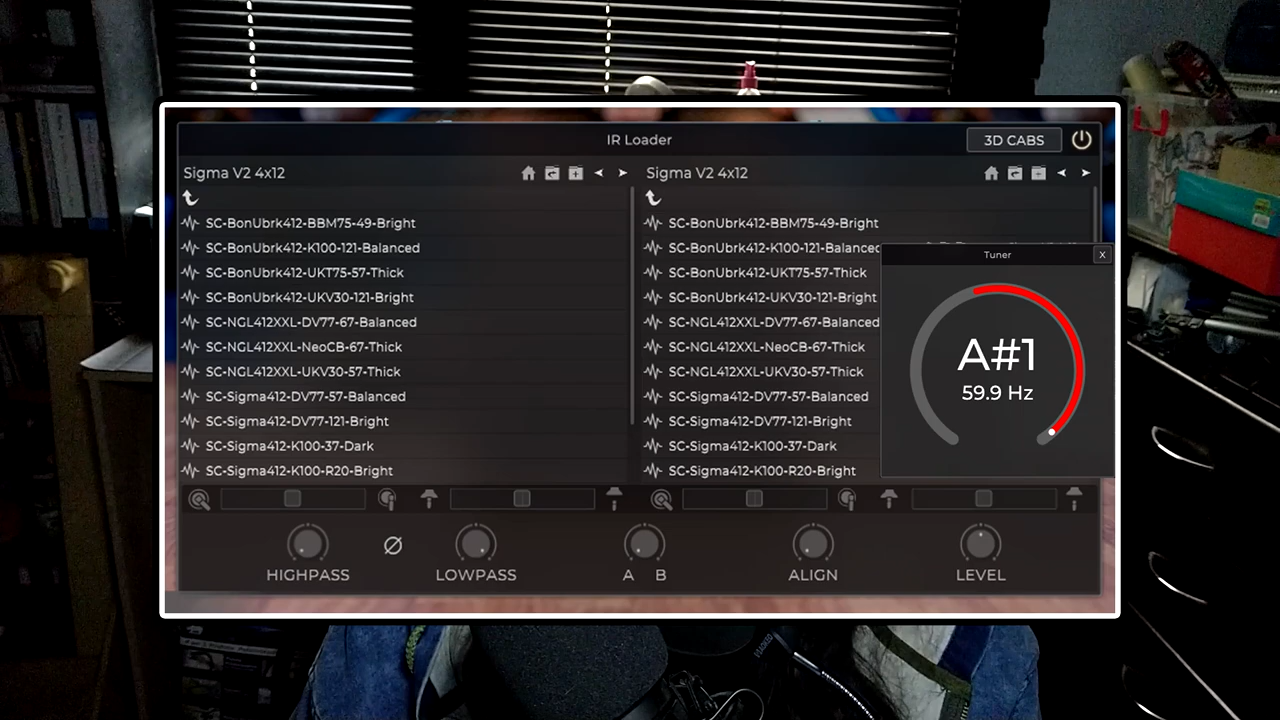 IR Loader
3D CABS
Sigma V2 4x12
SC-BonUbrk412-BBM75-49-Bright
SC-BonUbrk412-K100-121-Balanced
SC-BonUbrk412-UKT75-57-Thick
SC-BonUbrk412-UKV30-121-Bright
SC-NGL412XXL-DV77-67-Balanced
SC-NGL412XXL-NeoCB-67-Thick
SC-NGL412XXL-UKV30-57-Thick
SC-Sigma412-DV77-57-Balanced
SC-Sigma412-DV77-121-Bright
SC-Sigma412-K100-37-Dark
SC-Sigma412-K100-R20-Bright
Sigma V2 4x12
SC-BonUbrk412-BBM75-49-Bright
SC-BonUbrk412-K100-121-Balanced
SC-BonUbrk412-UKT75-57-Thick
SC-BonUbrk412-UKV30-121-Bright
SC-NGL412XXL-DV77-67-Balanced
SC-NGL412XXL-NeoCB-67-Thick
SC-NGL412XXL-UKV30-57-Thick
SC-Sigma412-DV77-57-Balanced
SC-Sigma412-DV77-121-Bright
SC-Sigma412-K100-37-Dark
SC-Sigma412-K100-R20-Bright
Tuner
X
A#1
59.9 Hz
HIGHPASS
LOWPASS
A B
ALIGN
LEVEL